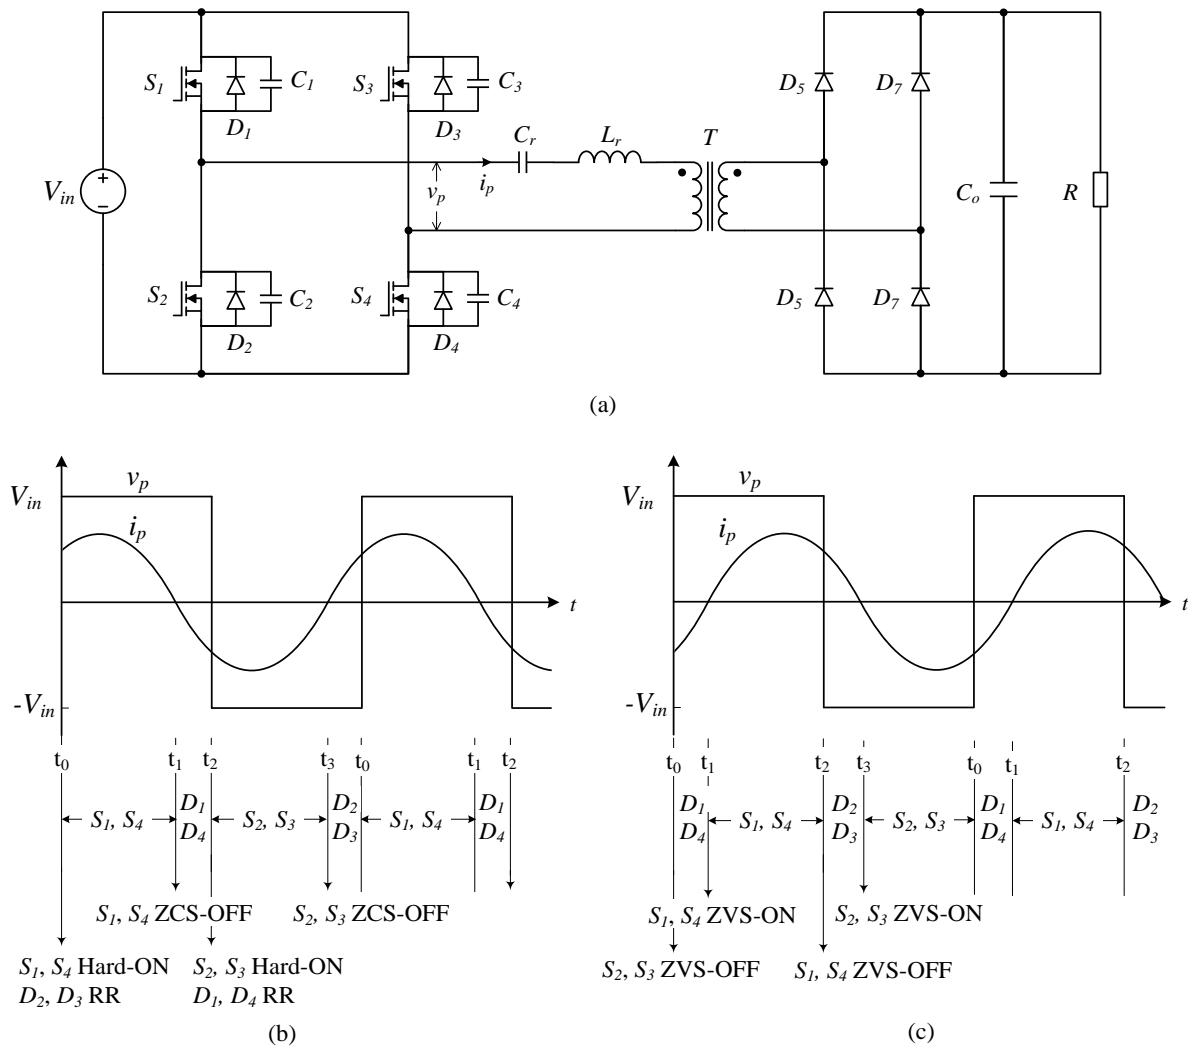 S1 D1 C1 S3 D3 C3
D5 D7
Cr Lr T
Vin + − vp ip
Co R
S2 D2 C2 S4 D4 C4
D5 D7
(a)
Vin vp
ip
t
-Vin
t0 t1 t2 t3 t0 t1 t2
S1, S4 D1 D4 S2, S3 D2 D3 S1, S4 D1 D4
S1, S4 ZCS-OFF S2, S3 ZCS-OFF
S1, S4 Hard-ON S2, S3 Hard-ON
D2, D3 RR D1, D4 RR
(b)
Vin vp
ip
t
-Vin
t0 t1 t2 t3 t0 t1 t2
D1 D4 S1, S4 D2 D3 S2, S3 D1 D4 S1, S4 D2 D3
S1, S4 ZVS-ON S2, S3 ZVS-ON
S2, S3 ZVS-OFF S1, S4 ZVS-OFF
(c)